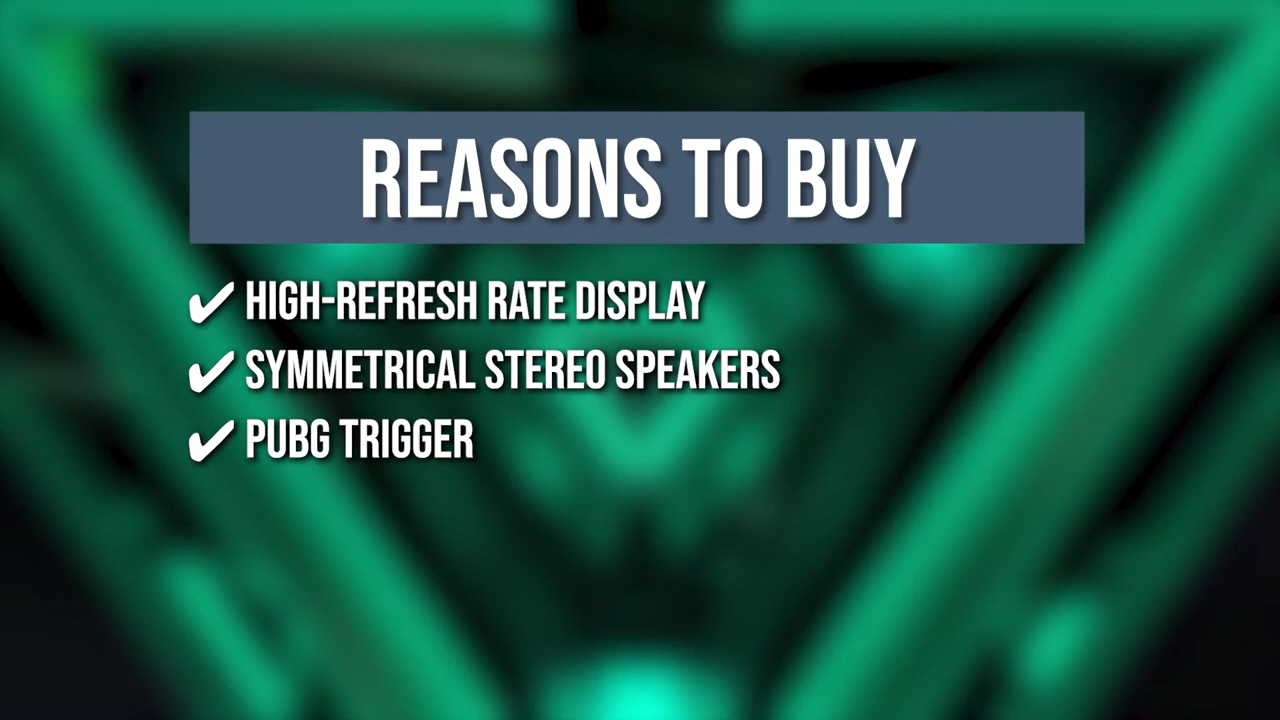 REASONS TO BUY
✔ HIGH-REFRESH RATE DISPLAY
✔ SYMMETRICAL STEREO SPEAKERS
✔ PUBG TRIGGER